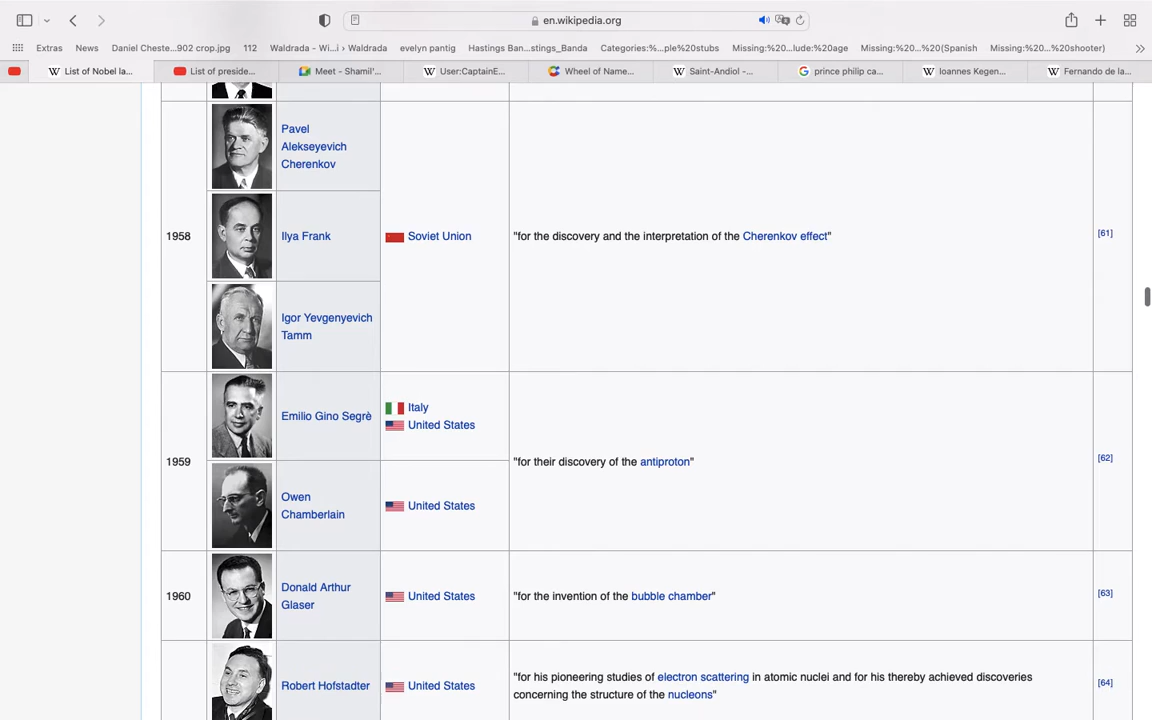 en.wikipedia.org
Extras News Daniel Cheste...902 crop.jpg 112 Waldrada - Wi...i › Waldrada evelyn pantig Hastings Ban...stings_Banda Categories:%...ple%20stubs Missing:%20...lude:%20age Missing:%20...%20(Spanish Missing:%20...%20shooter)
List of Nobel la... List of preside... Meet - Shamil'... User:CaptainE... Wheel of Name... Saint-Andiol -... prince philip ca... Ioannes Kegen... Fernando de la...
Pavel
Alekseyevich
Cherenkov
1958
Ilya Frank
Soviet Union
"for the discovery and the interpretation of the Cherenkov effect"
[61]
Igor Yevgenyevich
Tamm
1959
Emilio Gino Segrè
Italy
United States
"for their discovery of the antiproton"
[62]
Owen
Chamberlain
United States
1960
Donald Arthur
Glaser
United States
"for the invention of the bubble chamber"
[63]
Robert Hofstadter
United States
"for his pioneering studies of electron scattering in atomic nuclei and for his thereby achieved discoveries
concerning the structure of the nucleons"
[64]